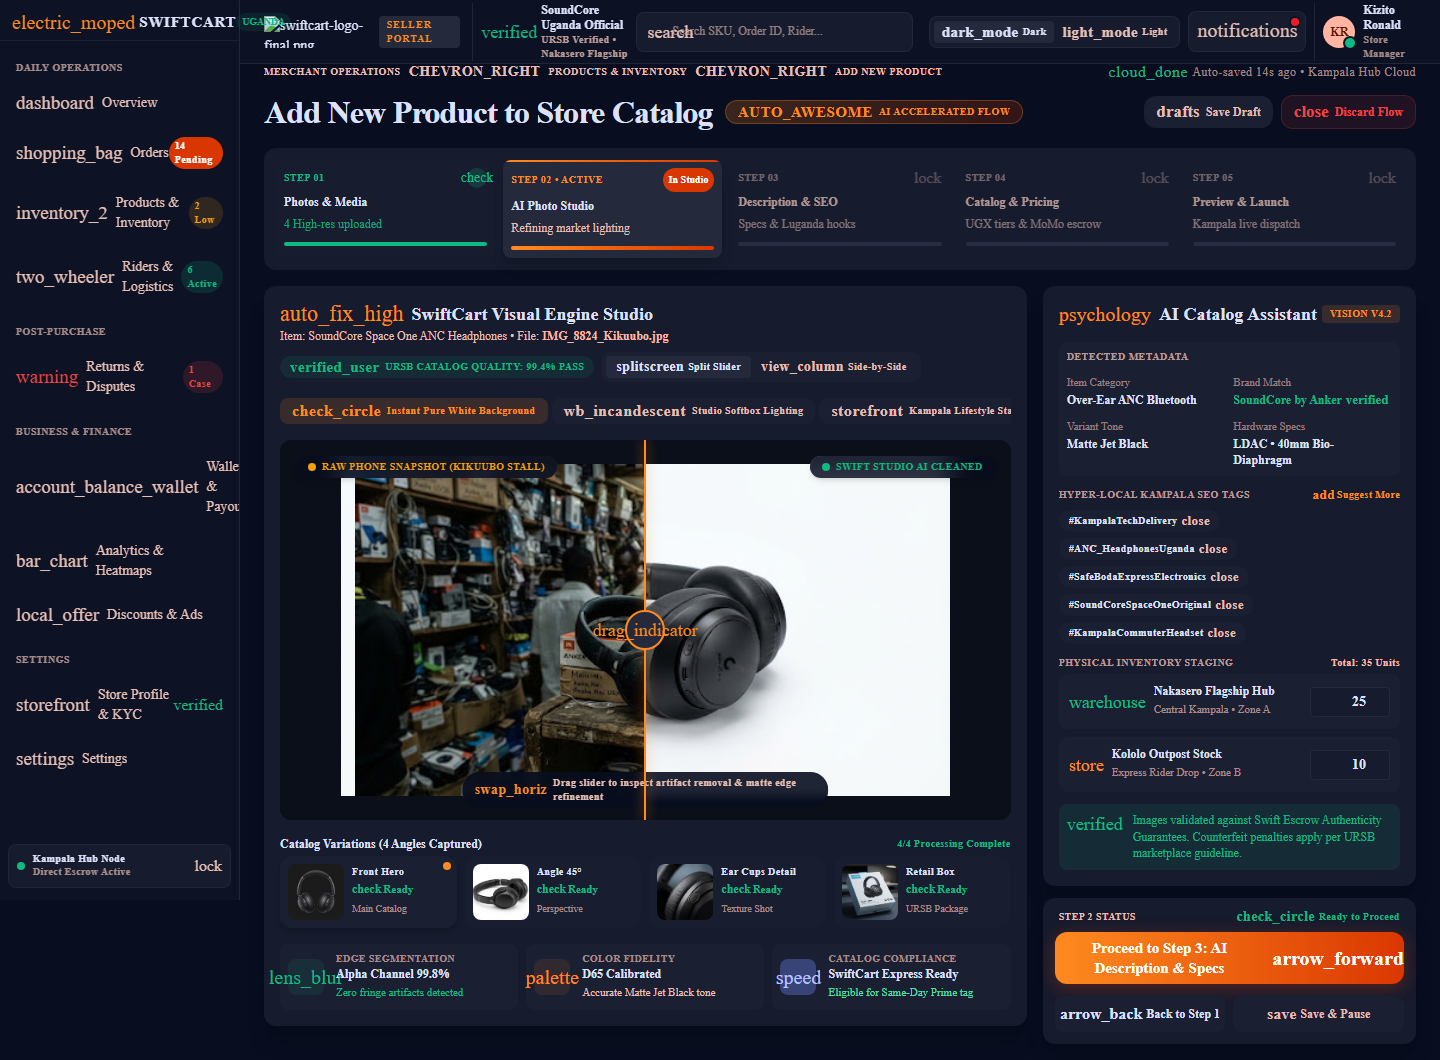 electric_moped SWIFTCART UGANDA
swiftcart-logo-final.png
SELLER PORTAL
verified
SoundCore Uganda Official
URSB Verified • Nakasero Flagship
search
Search SKU, Order ID, Rider...
dark_mode Dark
light_mode Light
notifications
KR
Kizito Ronald
Store Manager
DAILY OPERATIONS
dashboard Overview
shopping_bag Orders 14 Pending
inventory_2 Products & Inventory 2 Low
two_wheeler Riders & Logistics 6 Active
POST-PURCHASE
warning Returns & Disputes 1 Case
BUSINESS & FINANCE
account_balance_wallet Wallet & Payou
bar_chart Analytics & Heatmaps
local_offer Discounts & Ads
SETTINGS
storefront Store Profile & KYC verified
settings Settings
Kampala Hub Node
Direct Escrow Active
lock
MERCHANT OPERATIONS CHEVRON_RIGHT PRODUCTS & INVENTORY CHEVRON_RIGHT ADD NEW PRODUCT
cloud_done Auto-saved 14s ago • Kampala Hub Cloud
Add New Product to Store Catalog
AUTO_AWESOME AI ACCELERATED FLOW
drafts Save Draft
close Discard Flow
STEP 01 check
Photos & Media
4 High-res uploaded
STEP 02 • ACTIVE In Studio
AI Photo Studio
Refining market lighting
STEP 03 lock
Description & SEO
Specs & Luganda hooks
STEP 04 lock
Catalog & Pricing
UGX tiers & MoMo escrow
STEP 05 lock
Preview & Launch
Kampala live dispatch
auto_fix_high SwiftCart Visual Engine Studio
Item: SoundCore Space One ANC Headphones • File: IMG_8824_Kikuubo.jpg
verified_user URSB CATALOG QUALITY: 99.4% PASS
splitscreen Split Slider
view_column Side-by-Side
check_circle Instant Pure White Background
wb_incandescent Studio Softbox Lighting
storefront Kampala Lifestyle Sta
RAW PHONE SNAPSHOT (KIKUUBO STALL)
SWIFT STUDIO AI CLEANED
drag_indicator
swap_horiz Drag slider to inspect artifact removal & matte edge refinement
Catalog Variations (4 Angles Captured)
4/4 Processing Complete
Front Hero
check Ready
Main Catalog
Angle 45°
check Ready
Perspective
Ear Cups Detail
check Ready
Texture Shot
Retail Box
check Ready
URSB Package
lens_blur
EDGE SEGMENTATION
Alpha Channel 99.8%
Zero fringe artifacts detected
palette
COLOR FIDELITY
D65 Calibrated
Accurate Matte Jet Black tone
speed
CATALOG COMPLIANCE
SwiftCart Express Ready
Eligible for Same-Day Prime tag
psychology AI Catalog Assistant VISION V4.2
DETECTED METADATA
Item Category
Over-Ear ANC Bluetooth
Brand Match
SoundCore by Anker verified
Variant Tone
Matte Jet Black
Hardware Specs
LDAC • 40mm Bio-Diaphragm
HYPER-LOCAL KAMPALA SEO TAGS
add Suggest More
#KampalaTechDelivery close
#ANC_HeadphonesUganda close
#SafeBodaExpressElectronics close
#SoundCoreSpaceOneOriginal close
#KampalaCommuterHeadset close
PHYSICAL INVENTORY STAGING
Total: 35 Units
warehouse
Nakasero Flagship Hub
Central Kampala • Zone A
25
store
Kololo Outpost Stock
Express Rider Drop • Zone B
10
verified
Images validated against Swift Escrow Authenticity
Guarantees. Counterfeit penalties apply per URSB
marketplace guideline.
STEP 2 STATUS
check_circle Ready to Proceed
Proceed to Step 3: AI Description & Specs arrow_forward
arrow_back Back to Step 1
save Save & Pause